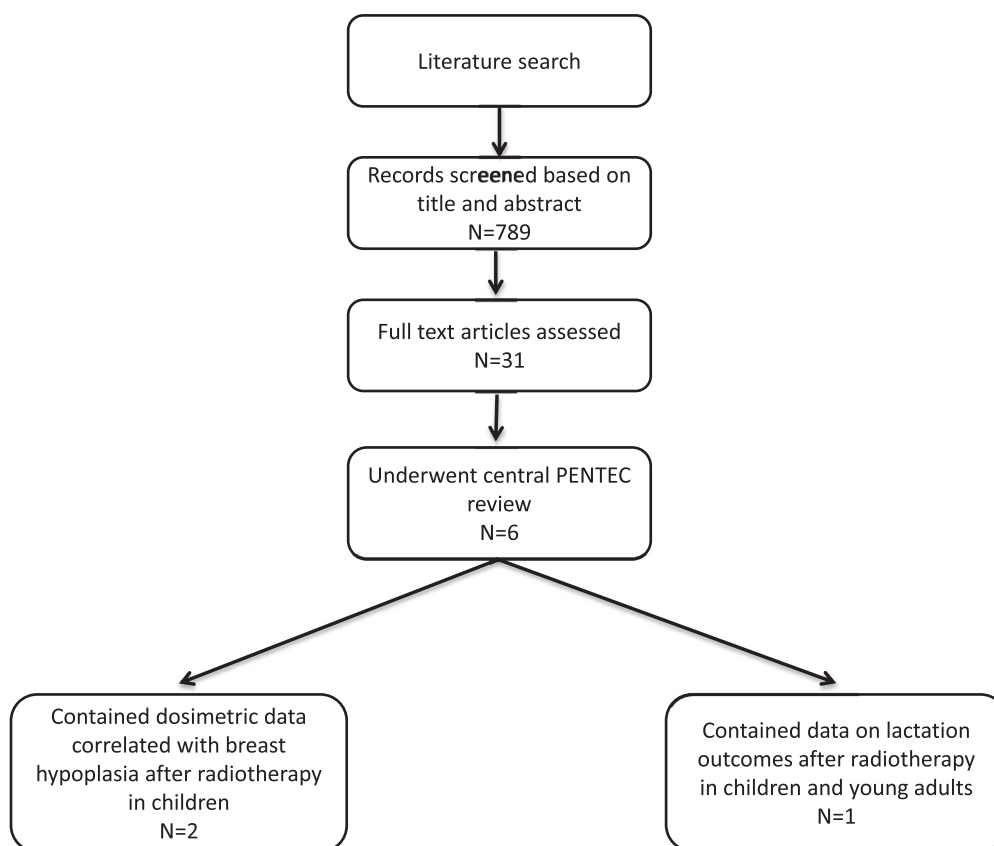 Literature search
Records screened based on
title and abstract
N=789
Full text articles assessed
N=31
Underwent central PENTEC
review
N=6
Contained dosimetric data
correlated with breast
hypoplasia after radiotherapy
in children
N=2
Contained data on lactation
outcomes after radiotherapy
in children and young adults
N=1